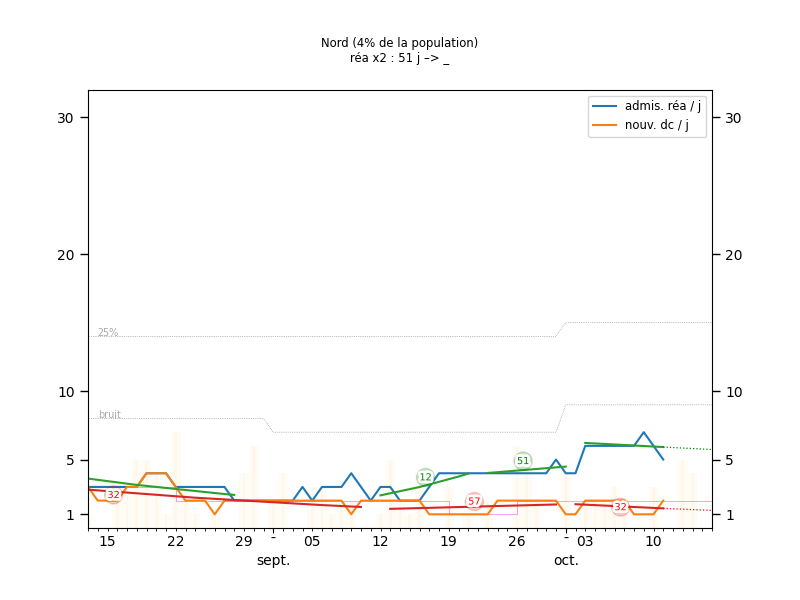 Nord (4% de la population)
réa x2 : 51 j –> _
admis. réa / j
nouv. dc / j
30 30
20 20
25%
10 10
bruit
5 5
51
12
32 57 32
1 1
15 22 29 - 05 12 19 26 - 03 10
sept. oct.